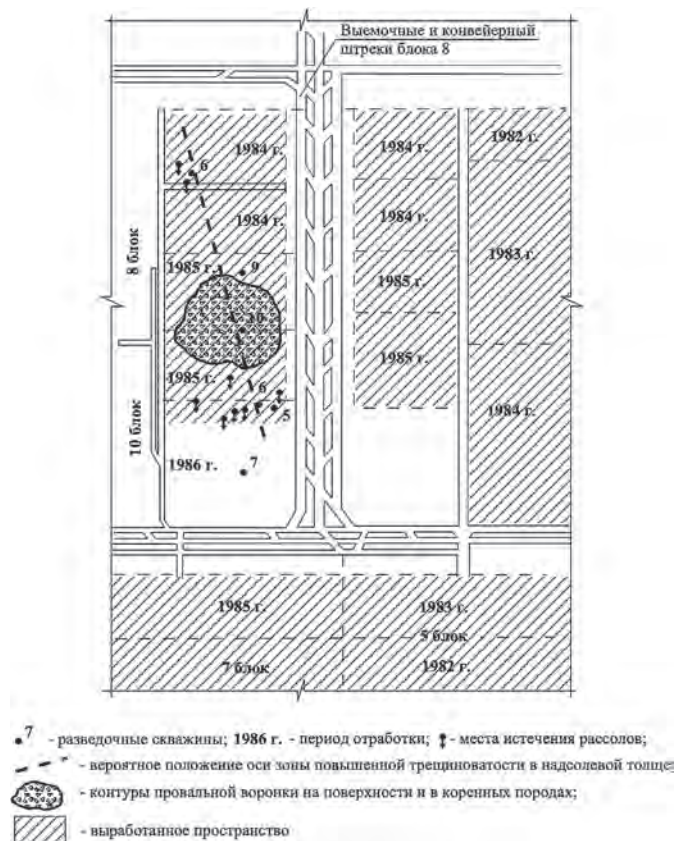 Выемочные и конвейерный
штреки блока 8
1984 г.
6
1984 г.
1982 г.
1984 г.
1984 г.
1983 г.
8 блок
1985 г.
9
1985 г.
10
1985 г.
1985 г.
6
5
1984 г.
10 блок
1986 г.
7
1985 г.
1983 г.
5 блок
7 блок
1982 г.
7 - разведочные скважины; 1986 г. - период отработки; - места истечения рассолов;
- вероятное положение оси зоны повышенной трещиноватости в надсолевой толще
- контуры провальной воронки на поверхности и в коренных породах;
- выработанное пространство